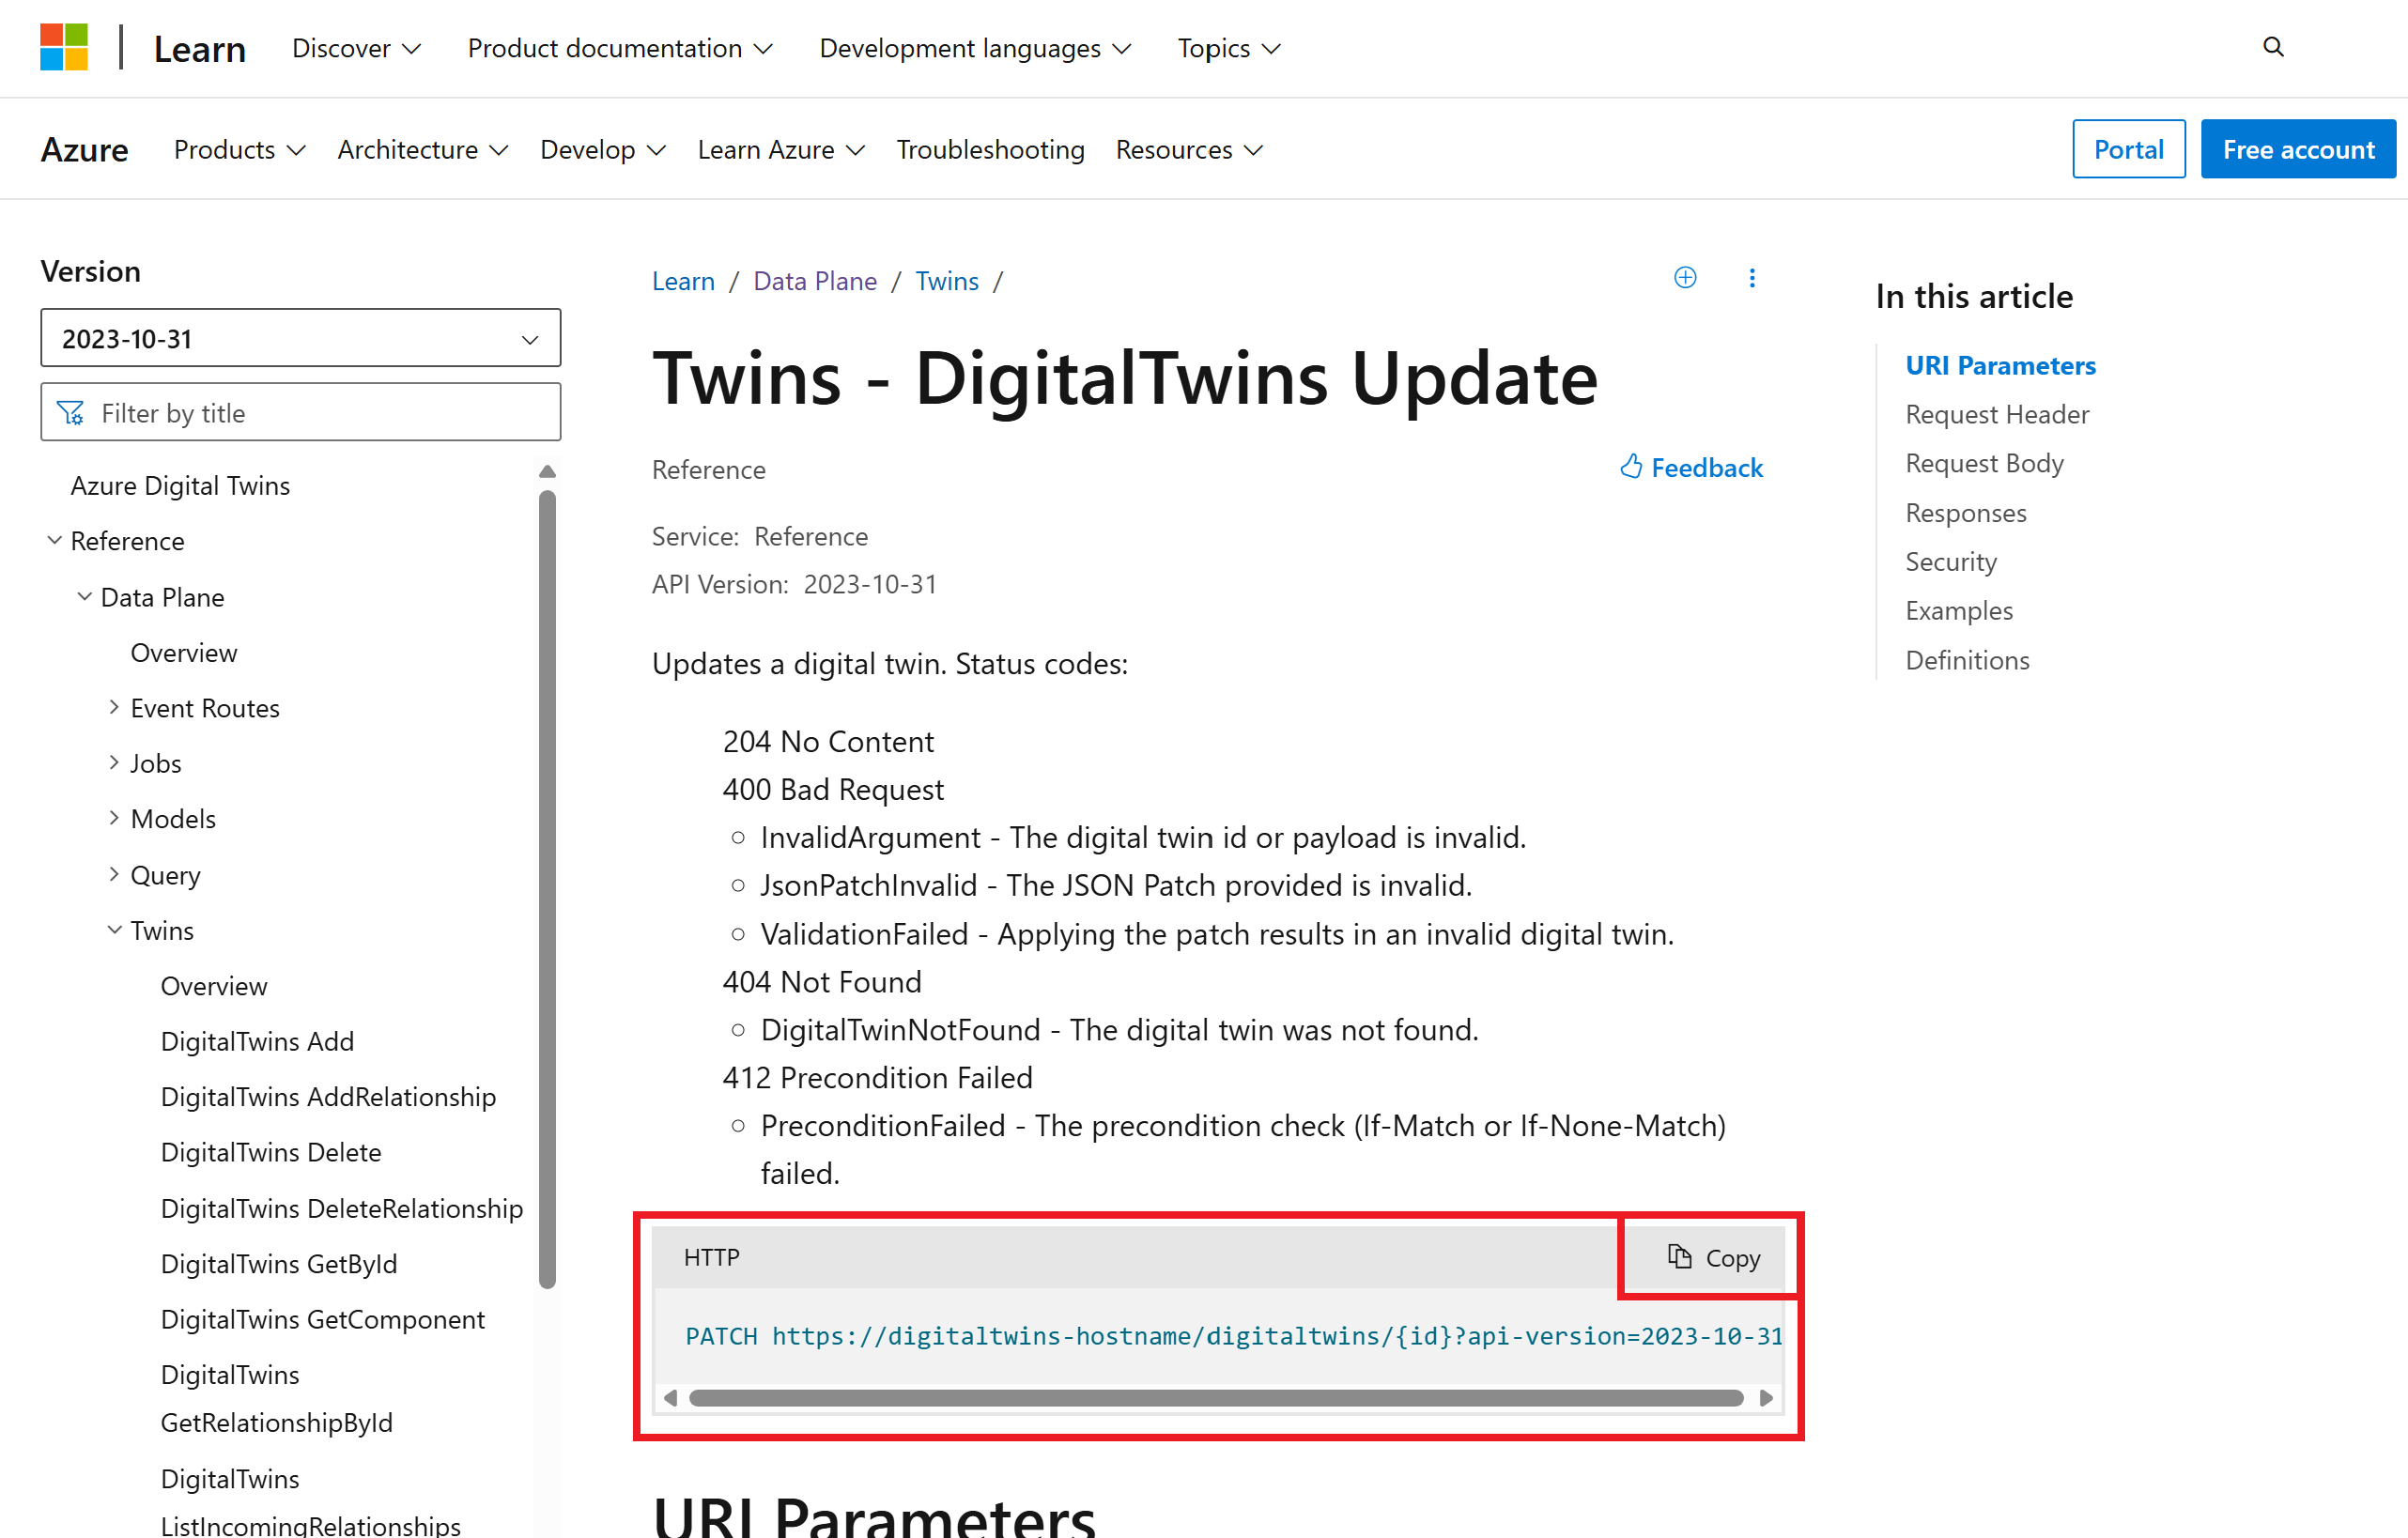 Learn
Discover
Product documentation
Development languages
Topics
Azure
Products
Architecture
Develop
Learn Azure
Troubleshooting
Resources
Portal
Free account
Version
2023-10-31
Filter by title
Azure Digital Twins
Reference
Data Plane
Overview
Event Routes
Jobs
Models
Query
Twins
Overview
DigitalTwins Add
DigitalTwins AddRelationship
DigitalTwins Delete
DigitalTwins DeleteRelationship
DigitalTwins GetById
DigitalTwins GetComponent
DigitalTwins
GetRelationshipById
DigitalTwins
ListIncomingRelationships
Learn / Data Plane / Twins /
Twins - DigitalTwins Update
Reference
Feedback
Service: Reference
API Version: 2023-10-31
Updates a digital twin. Status codes:
204 No Content
400 Bad Request
InvalidArgument - The digital twin id or payload is invalid.
JsonPatchInvalid - The JSON Patch provided is invalid.
ValidationFailed - Applying the patch results in an invalid digital twin.
404 Not Found
DigitalTwinNotFound - The digital twin was not found.
412 Precondition Failed
PreconditionFailed - The precondition check (If-Match or If-None-Match)
failed.
HTTP
Copy
PATCH https://digitaltwins-hostname/digitaltwins/{id}?api-version=2023-10-31
URI Parameters
In this article
URI Parameters
Request Header
Request Body
Responses
Security
Examples
Definitions